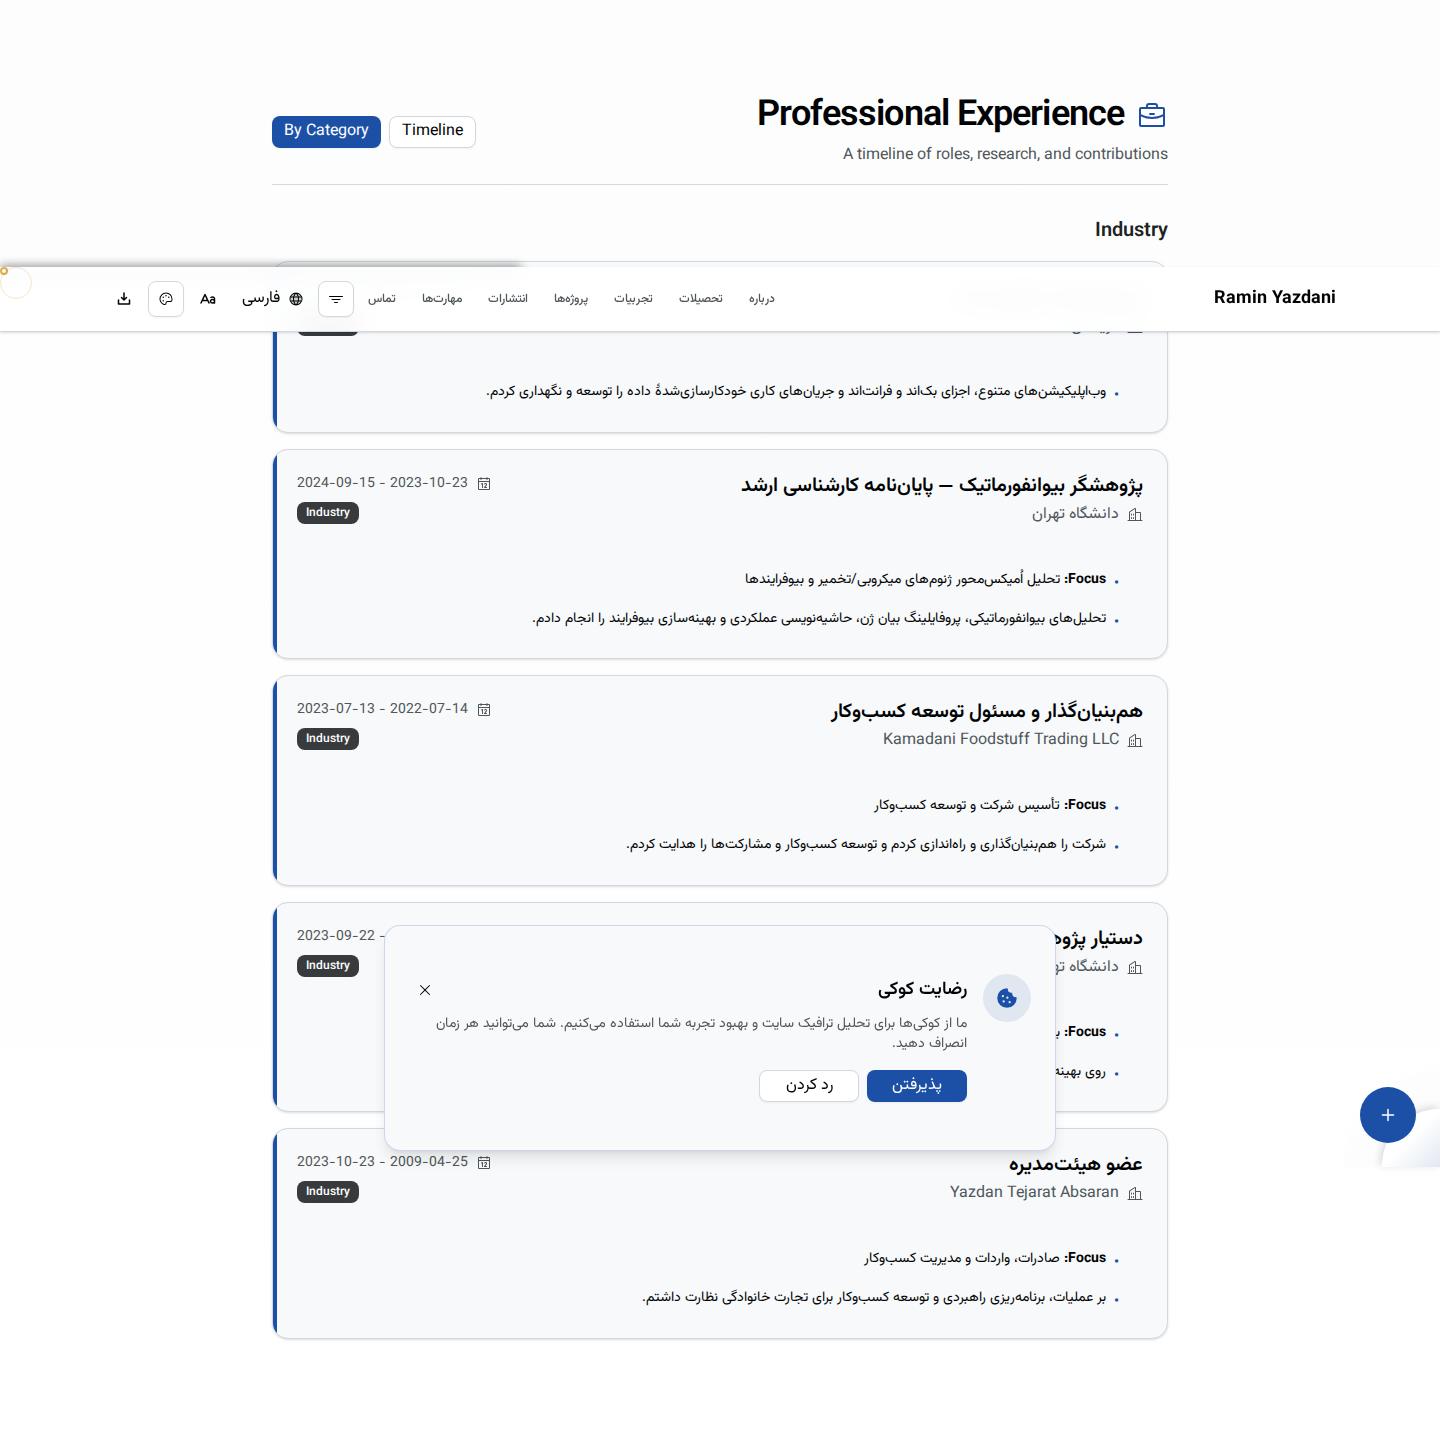 Professional Experience
A timeline of roles, research, and contributions
Timeline
By Category
Industry
Ramin Yazdani
درباره
تحصیلات
تجربیات
پروژه‌ها
انتشارات
مهارت‌ها
تماس
فارسی
Aa
وب‌اپلیکیشن‌های متنوع، اجزای بک‌اند و فرانت‌اند و جریان‌های کاری خودکارسازی‌شدهٔ داده را توسعه و نگهداری کردم.
پژوهشگر بیوانفورماتیک – پایان‌نامه کارشناسی ارشد
2024-09-15 - 2023-10-23
دانشگاه تهران
Industry
Focus: تحلیل اُمیکس‌محور ژنوم‌های میکروبی/تخمیر و بیوفرایندها
تحلیل‌های بیوانفورماتیکی، پروفایلینگ بیان ژن، حاشیه‌نویسی عملکردی و بهینه‌سازی بیوفرایند را انجام دادم.
هم‌بنیان‌گذار و مسئول توسعه کسب‌وکار
2023-07-13 - 2022-07-14
Kamadani Foodstuff Trading LLC
Industry
Focus: تأسیس شرکت و توسعه کسب‌وکار
شرکت را هم‌بنیان‌گذاری و راه‌اندازی کردم و توسعه کسب‌وکار و مشارکت‌ها را هدایت کردم.
دستیار
2023-09-22 -
دانشگاه
Industry
Focus:
روی
رضایت کوکی
ما از کوکی‌ها برای تحلیل ترافیک سایت و بهبود تجربه شما استفاده می‌کنیم. شما می‌توانید هر زمان
انصراف دهید.
پذیرفتن
رد کردن
عضو هیئت‌مدیره
2023-10-23 - 2009-04-25
Yazdan Tejarat Absaran
Industry
Focus: صادرات، واردات و مدیریت کسب‌وکار
بر عملیات، برنامه‌ریزی راهبردی و توسعه کسب‌وکار برای تجارت خانوادگی نظارت داشتم.